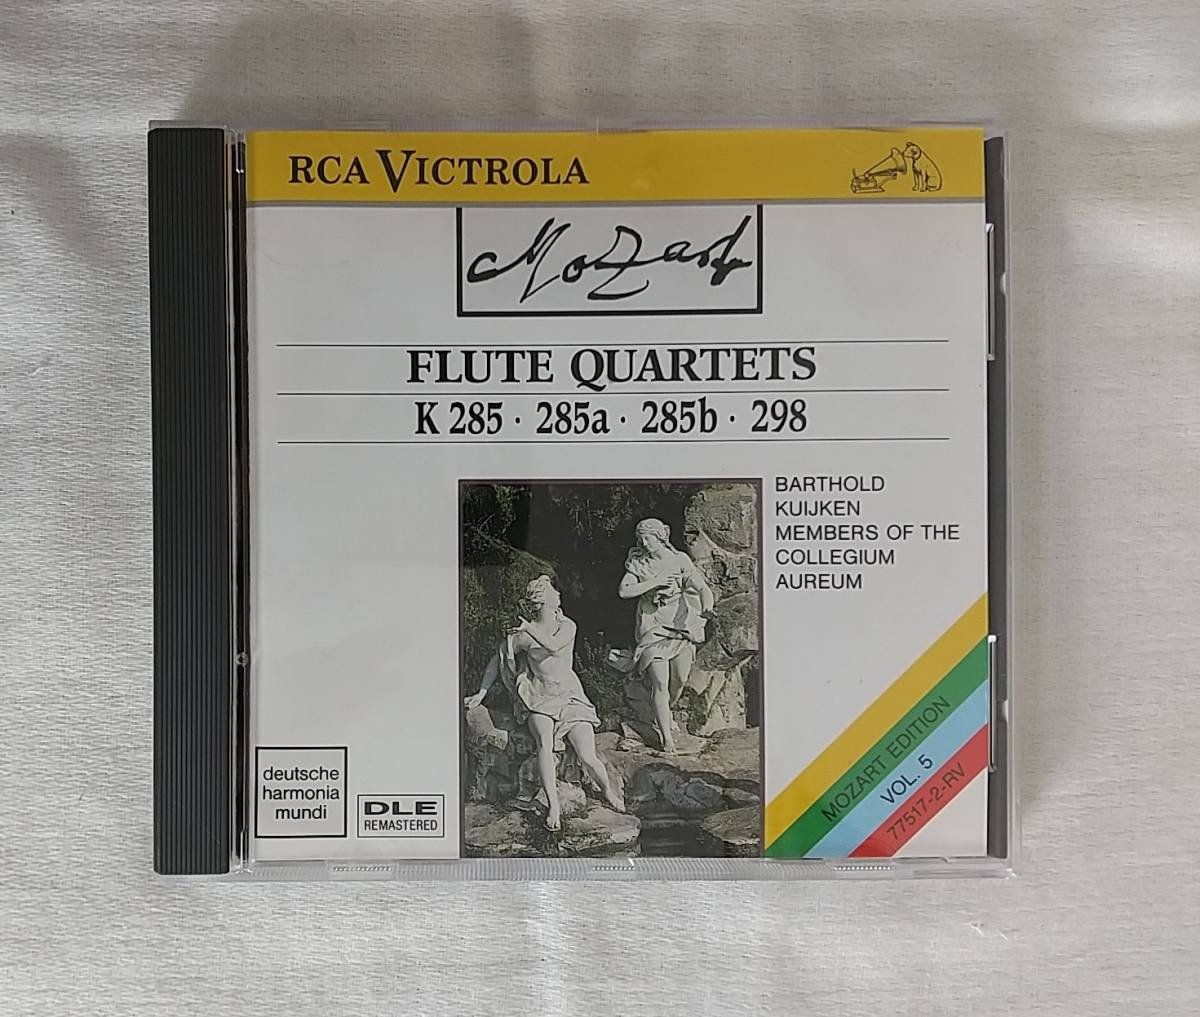 RCA VICTROLA
Mozart
FLUTE QUARTETS
K 285 · 285a · 285b · 298
BARTHOLD
KUIJKEN
MEMBERS OF THE
COLLEGIUM
AUREUM
MOZART EDITION
VOL. 5
77517-2-RV
deutsche
harmonia
mundi
DLE
REMASTERED